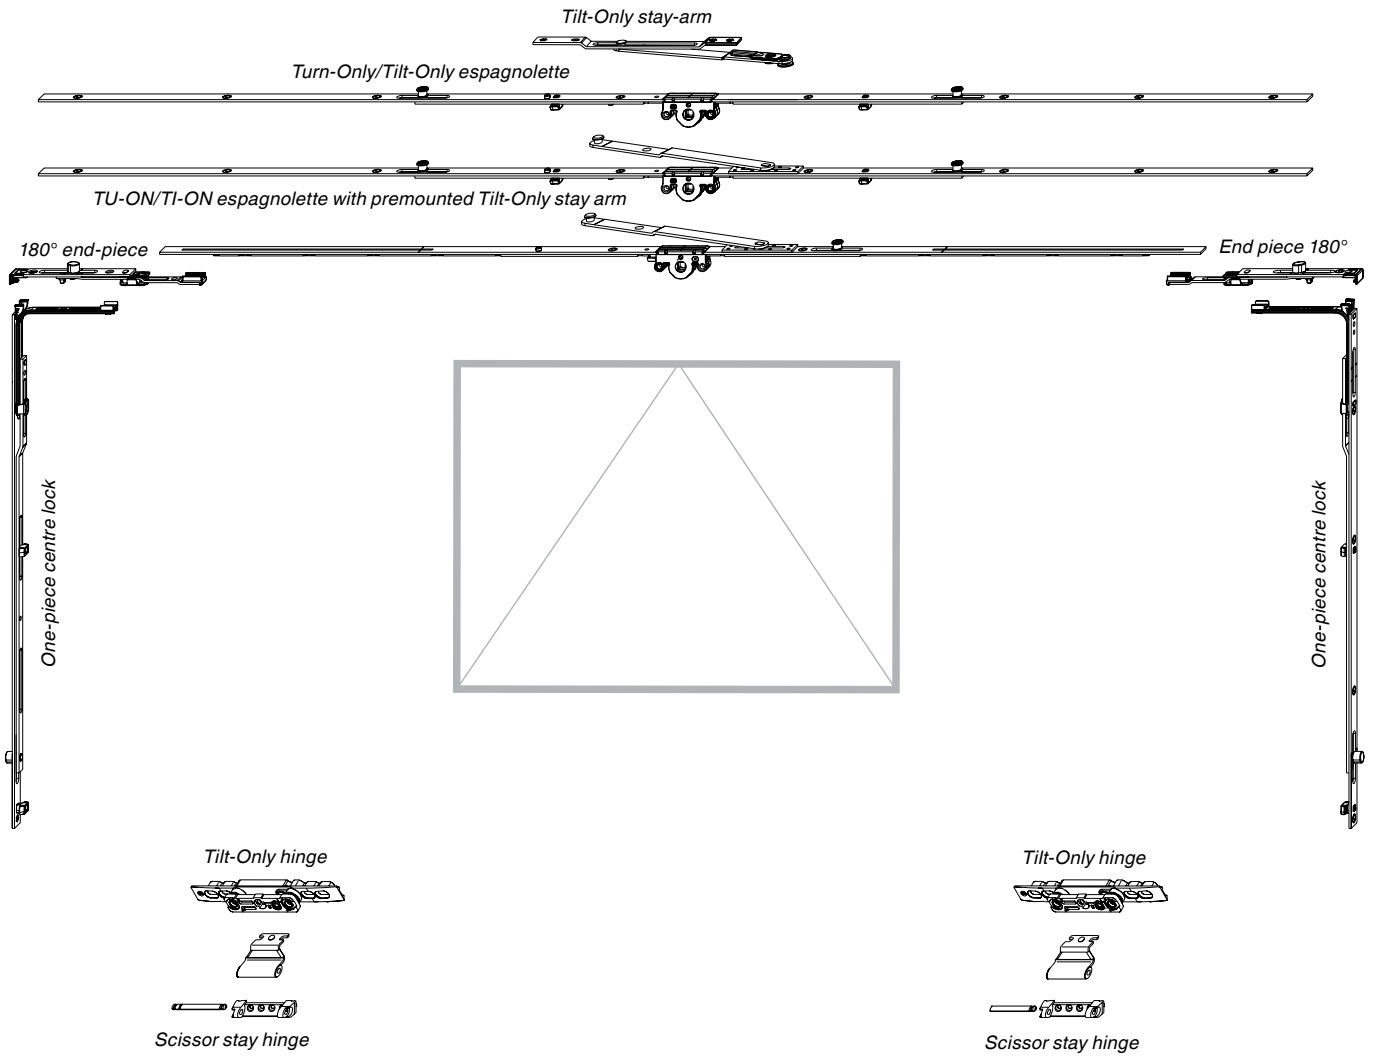 Tilt-Only stay-arm
Turn-Only/Tilt-Only espagnolette
TU-ON/TI-ON espagnolette with premounted Tilt-Only stay arm
180° end-piece
End piece 180°
One-piece centre lock
One-piece centre lock
Tilt-Only hinge
Tilt-Only hinge
Scissor stay hinge
Scissor stay hinge